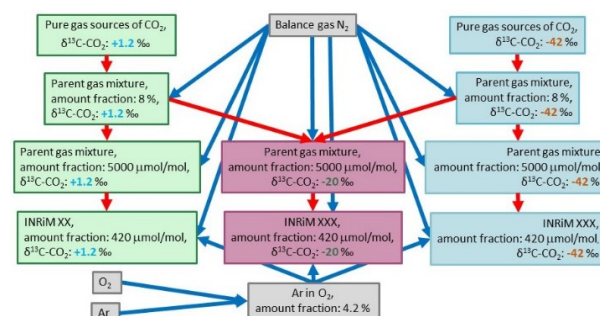 Pure gas sources of CO₂,
δ¹³C-CO₂: +1.2 ‰
Balance gas N₂
Pure gas sources of CO₂,
δ¹³C-CO₂: -42 ‰
Parent gas mixture,
amount fraction: 8 %,
δ¹³C-CO₂: +1.2 ‰
Parent gas mixture,
amount fraction: 8 %,
δ¹³C-CO₂: -42 ‰
Parent gas mixture,
amount fraction: 5000 μmol/mol,
δ¹³C-CO₂: +1.2 ‰
Parent gas mixture,
amount fraction: 5000 μmol/mol,
δ¹³C-CO₂: -20 ‰
Parent gas mixture,
amount fraction: 5000 μmol/mol,
δ¹³C-CO₂: -42 ‰
INRiM XX,
amount fraction: 420 μmol/mol,
δ¹³C-CO₂: +1.2 ‰
INRiM XXX,
amount fraction: 420 μmol/mol,
δ¹³C-CO₂: -20 ‰
INRiM XXX,
amount fraction: 420 μmol/mol,
δ¹³C-CO₂: -42 ‰
O₂
Ar
Ar in O₂,
amount fraction: 4.2 %